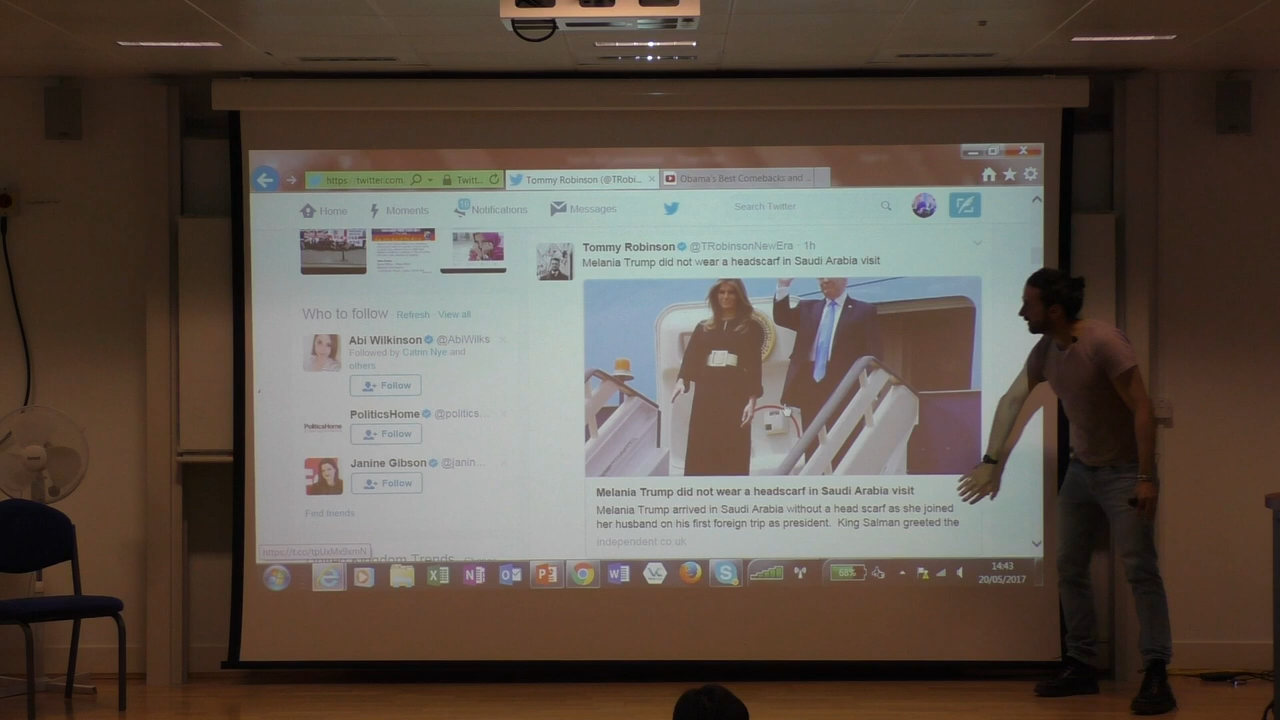 https://twitter.com
Twitt...
Tommy Robinson (@TRobi...
Obama's Best Comebacks and ...
Home
Moments
Notifications
Messages
Search Twitter
Tommy Robinson @TRobinsonNewEra · 1h
Melania Trump did not wear a headscarf in Saudi Arabia visit
Who to follow · Refresh · View all
Abi Wilkinson @AbiWilks
Followed by Catrin Nye and
others
Follow
PoliticsHome @politics...
PoliticsHome
Follow
Janine Gibson @janin...
Follow
Find friends
Melania Trump did not wear a headscarf in Saudi Arabia visit
Melania Trump arrived in Saudi Arabia without a head scarf as she joined
her husband on his first foreign trip as president. King Salman greeted the
independent.co.uk
Trends
68%
14:43
20/05/2017